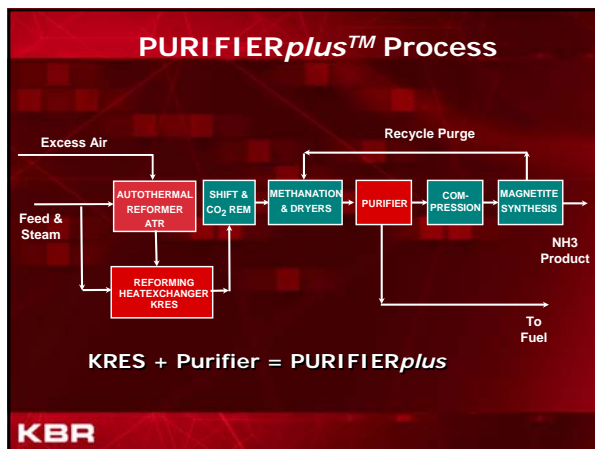 PURIFIERplus™ Process
Recycle Purge
Excess Air
AUTOTHERMAL
REFORMER
ATR
SHIFT &
CO₂ REM
METHANATION
& DRYERS
PURIFIER
COM-
PRESSION
MAGNETITE
SYNTHESIS
Feed &
Steam
NH3
Product
REFORMING
HEATEXCHANGER
KRES
To
Fuel
KRES + Purifier = PURIFIERplus
KBR